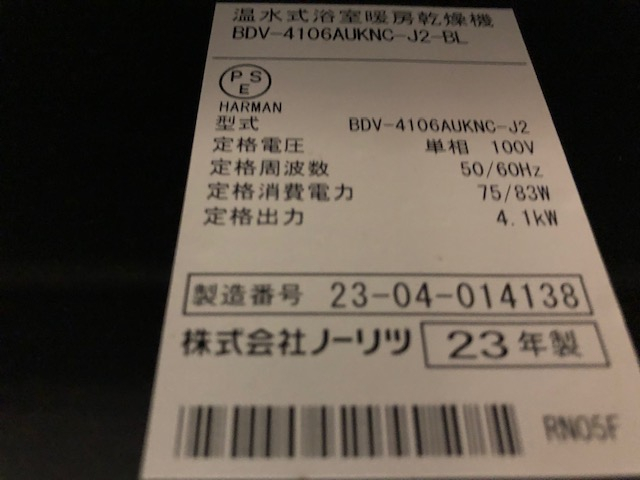 温水式浴室暖房乾燥機
BDV-4106AUKNC-J2-BL
PSE
HARMAN
型式 BDV-4106AUKNC-J2
定格電圧 単相 100V
定格周波数 50/60Hz
定格消費電力 75/83W
定格出力 4.1kW
製造番号 23-04-014138
株式会社ノーリツ 23年製
RN05F